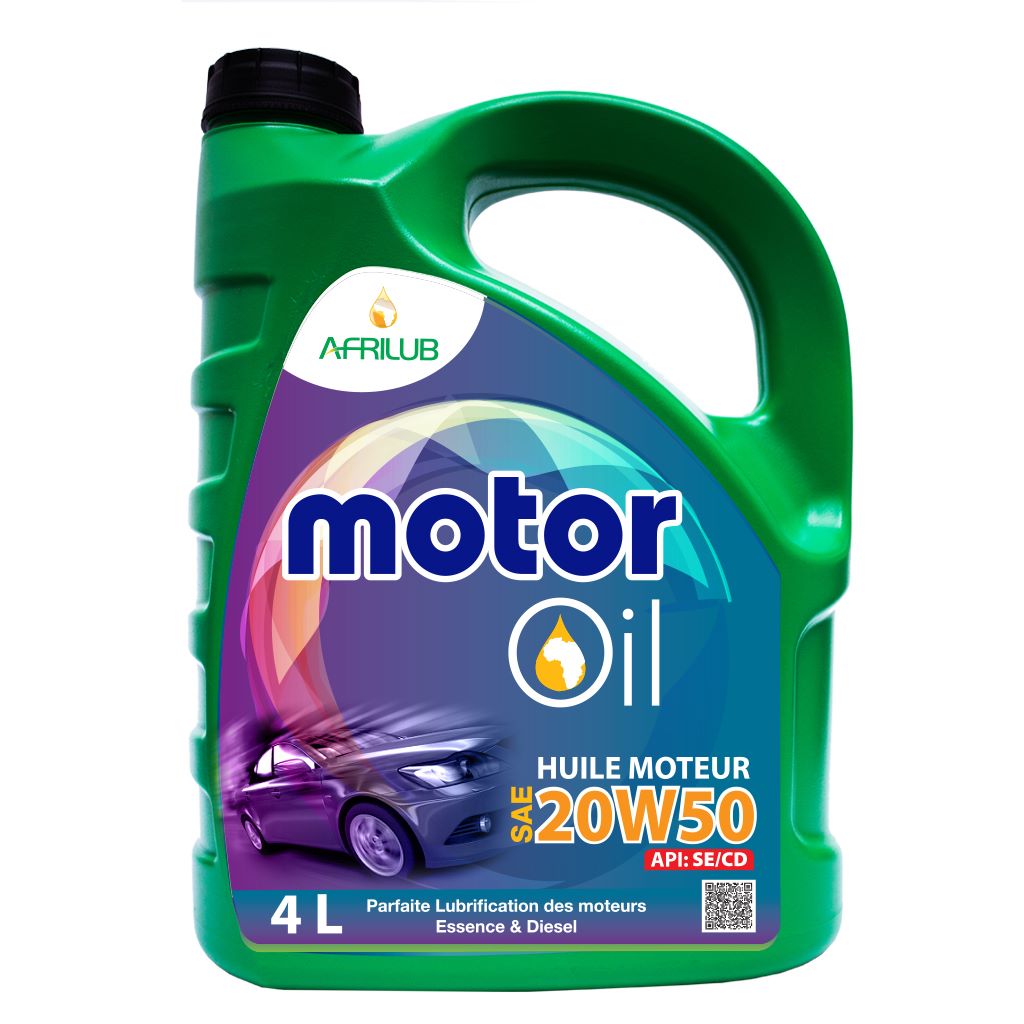 AFRILUB
motor
Oil
HUILE MOTEUR
SAE 20W50
API: SE/CD
4 L
Parfaite Lubrification des moteurs
Essence & Diesel